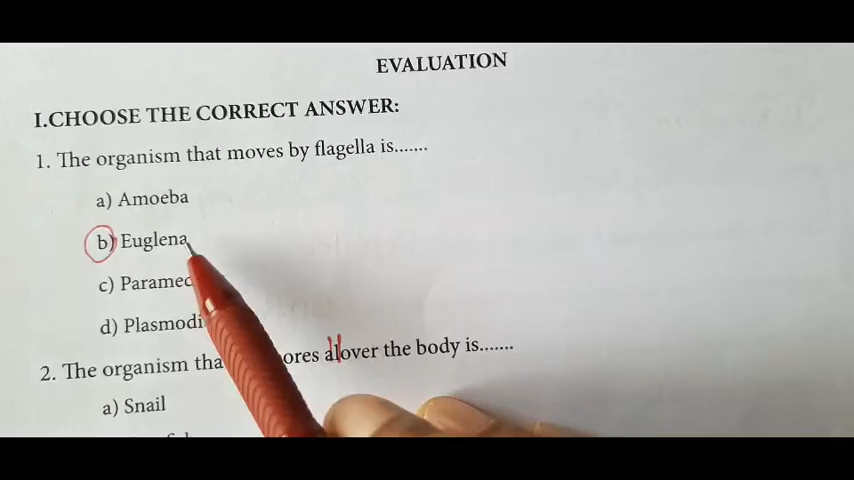 EVALUATION
I.CHOOSE THE CORRECT ANSWER:
1. The organism that moves by flagella is.......
a) Amoeba
b) Euglena
c) Paramec
d) Plasmodi
2. The organism tha ores allover the body is.......
a) Snail